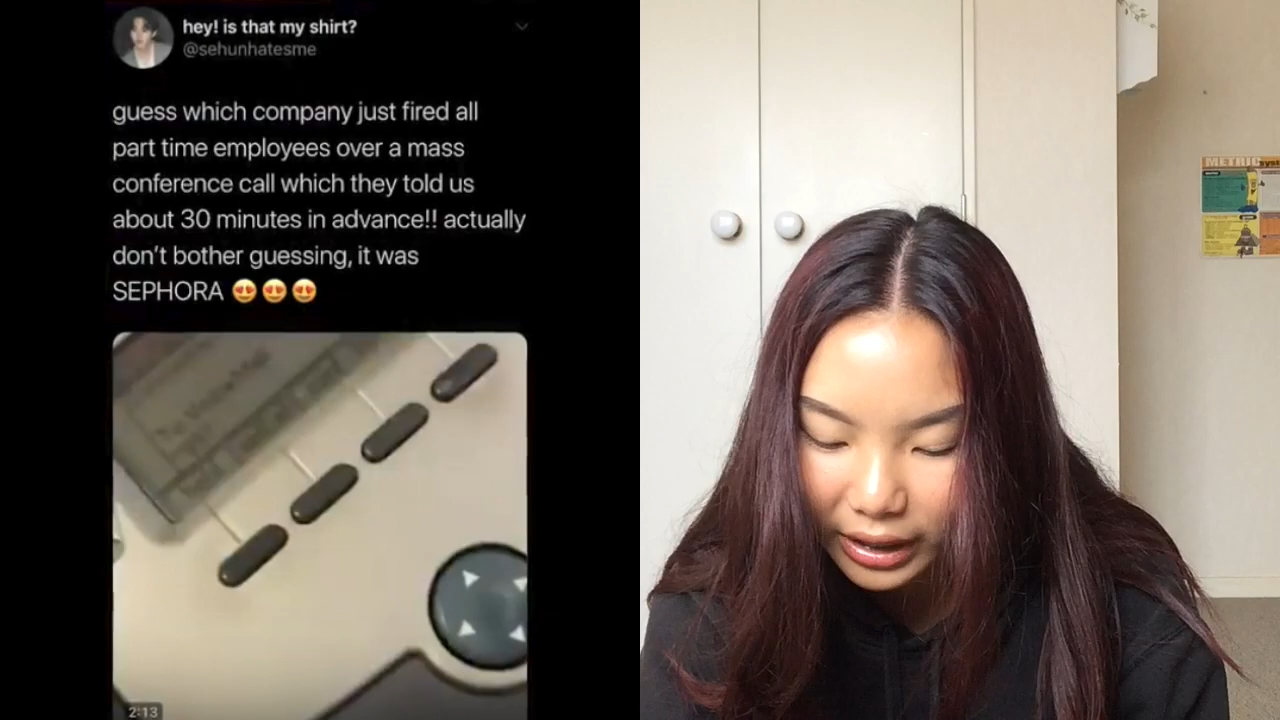 hey! is that my shirt?
@sehunhatesme
guess which company just fired all
part time employees over a mass
conference call which they told us
about 30 minutes in advance!! actually
don't bother guessing, it was
SEPHORA 😍😍😍
2:13
METRIC